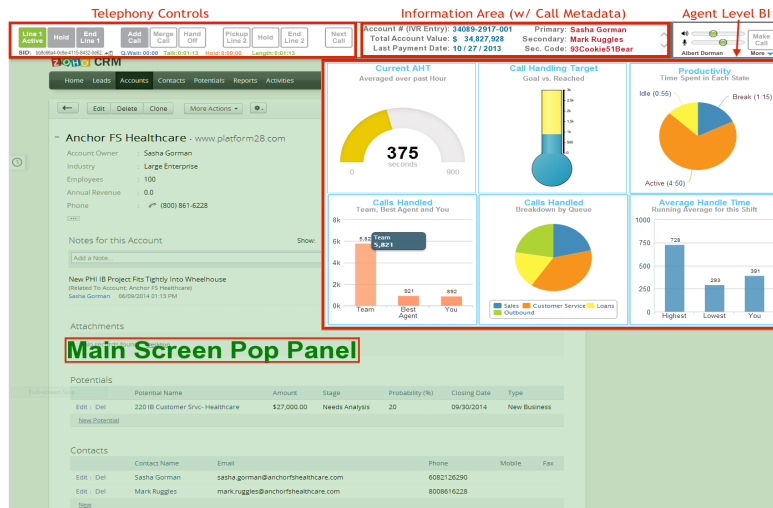 Telephony Controls
Information Area (w/ Call Metadata)
Agent Level BI
Line 1 Active
Hold
End Line 1
Add Call
Merge Call
Hand Off
Pickup Line 2
Hold
End Line 2
Next Call
Q.Wait: 00:00 Talk:0:01:13 Hold:0:00:00 Length:0:01:13
Account # (IVR Entry): 34089-2917-001
Total Account Value: $ 34,827,928
Last Payment Date: 10 / 27 / 2013
Primary: Sasha Gorman
Secondary: Mark Ruggles
Sec. Code: 93Cookie51Bear
Make Call
Albert Dorman More
ZOHO CRM
Home Leads Accounts Contacts Potentials Reports Activities
Edit Delete Clone More Actions
Anchor FS Healthcare - www.platform28.com
Account Owner : Sasha Gorman
Industry : Large Enterprise
Employees : 100
Annual Revenue : 0.0
Phone : (800) 861-6228
Notes for this Account Show:
Add a Note...
New PHI IB Project Fits Tightly Into Wheelhouse
(Related To Account: Anchor FS Healthcare)
Sasha Gorman 06/09/2014 01:13 PM
Current AHT
Averaged over past Hour
375
seconds
0 900
Call Handling Target
Goal vs. Reached
3k
2.5k
2k
1.5k
1k
500
0
Productivity
Time Spent in Each State
Idle (0:55)
Break (1:15)
Active (4:50)
Calls Handled
Team, Best Agent and You
8k
6k
4k
2k
0k
5,82
Team
5,821
921
892
Team
Best Agent
You
Calls Handled
Breakdown by Queue
Sales Customer Service Loans
Outbound
Average Handle Time
Running Average for this Shift
1000
750
500
250
0
728
293
391
Highest Lowest You
Attachments
Main Screen Pop Panel
Potentials
Potential Name Amount Stage Probability (%) Closing Date Type
Edit | Del 220 IB Customer Srvc- Healthcare $27,000.00 Needs Analysis 20 09/30/2014 New Business
New Potential
Contacts
Contact Name Email Phone Mobile Fax
Edit | Del Sasha Gorman sasha.gorman@anchorfshealthcare.com 6082126290
Edit | Del Mark Ruggles mark.ruggles@anchorfshealthcare.com 8008616228
New